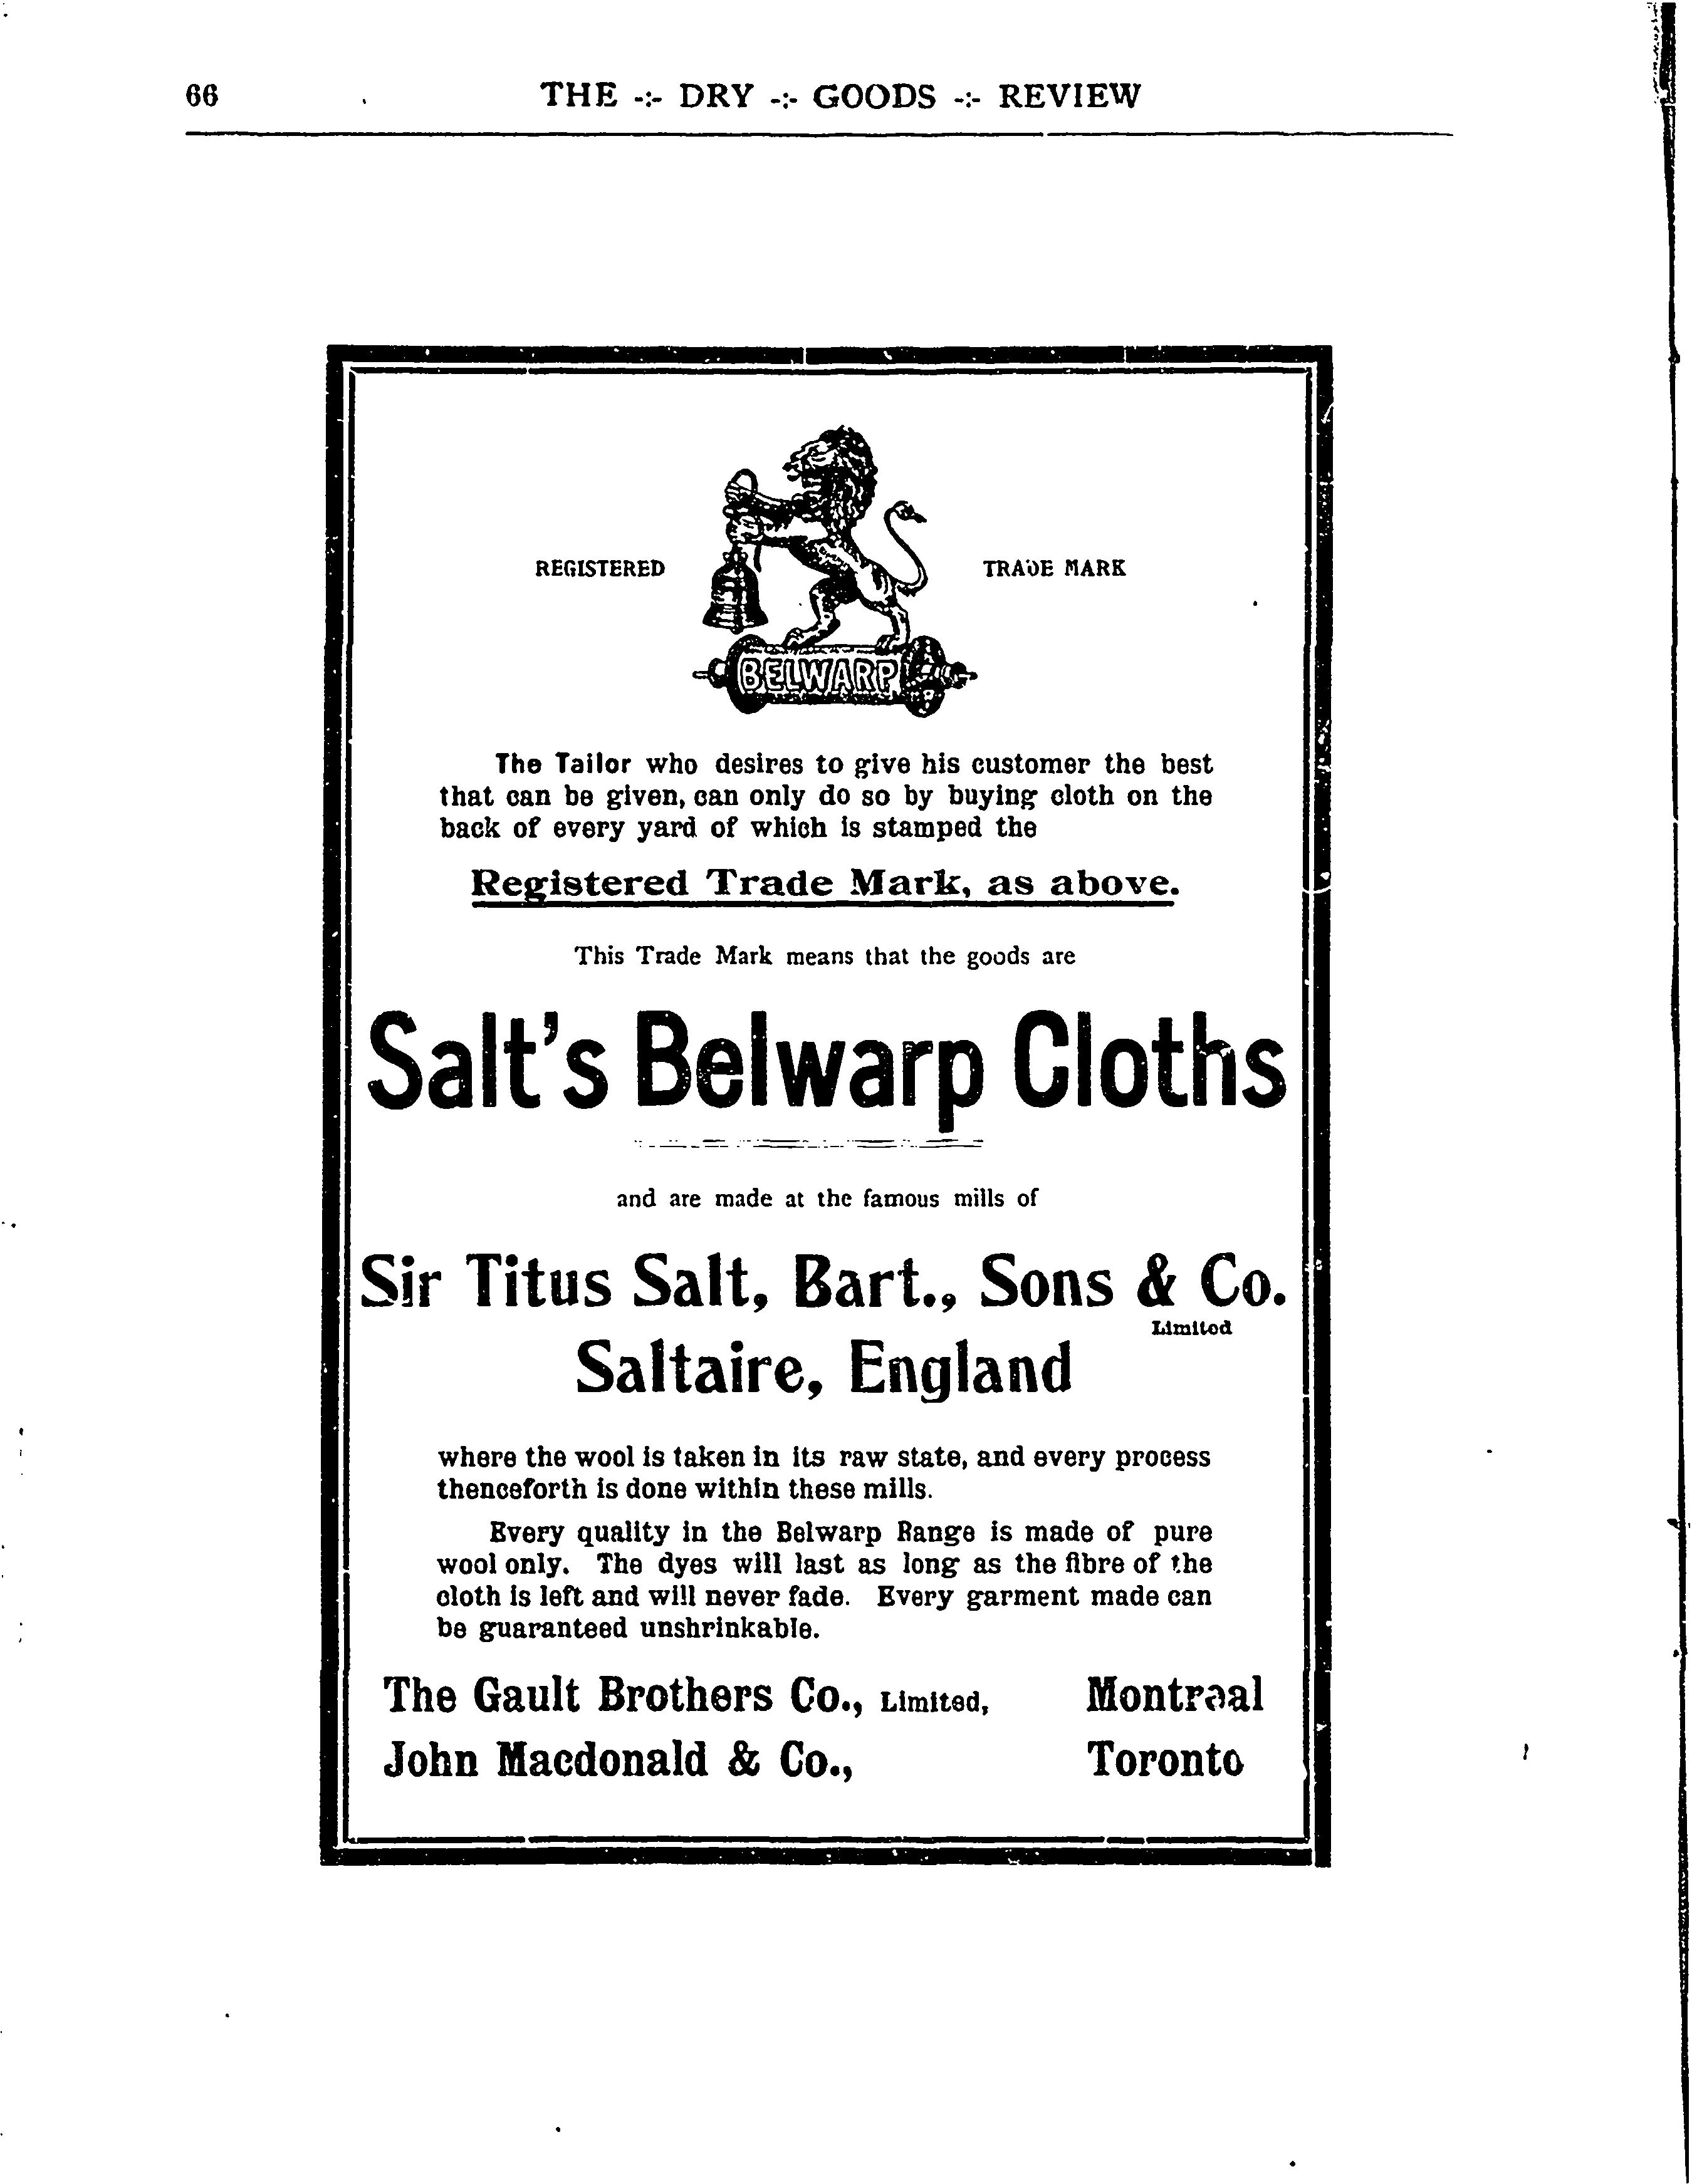 66
THE -:- DRY -:- GOODS -:- REVIEW
REGISTERED
TRADE MARK
BELWARP
The Tailor who desires to give his customer the best
that can be given, can only do so by buying cloth on the
back of every yard of which is stamped the
Registered Trade Mark, as above.
This Trade Mark means that the goods are
Salt's Belwarp Cloths
and are made at the famous mills of
Sir Titus Salt, Bart., Sons & Co.
Limited
Saltaire, England
where the wool is taken in its raw state, and every process
thenceforth is done within these mills.
Every quality in the Belwarp Range is made of pure
wool only. The dyes will last as long as the fibre of the
cloth is left and will never fade. Every garment made can
be guaranteed unshrinkable.
The Gault Brothers Co., Limited, Montreal
John Macdonald & Co., Toronto